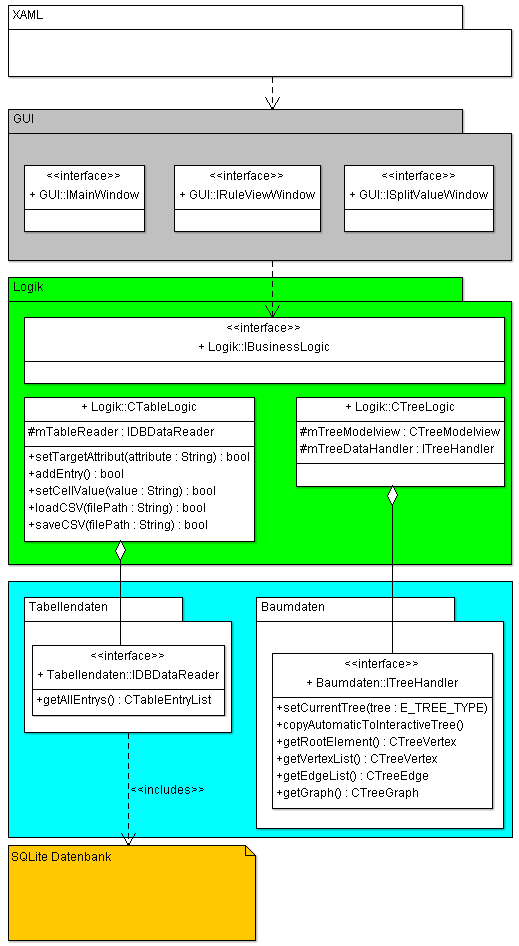 XAML
GUI
<<interface>>
+ GUI::IMainWindow
<<interface>>
+ GUI::IRuleViewWindow
<<interface>>
+ GUI::ISplitValueWindow
Logik
<<interface>>
+ Logik::IBusinessLogic
+ Logik::CTableLogic
#mTableReader : IDBDataReader
+setTargetAttribut(attribute : String) : bool
+addEntry() : bool
+setCellValue(value : String) : bool
+loadCSV(filePath : String) : bool
+saveCSV(filePath : String) : bool
+ Logik::CTreeLogic
#mTreeModelview : CTreeModelview
#mTreeDataHandler : ITreeHandler
Tabellendaten
<<interface>>
+ Tabellendaten::IDBDataReader
+getAllEntrys() : CTableEntryList
Baumdaten
<<interface>>
+ Baumdaten::ITreeHandler
+setCurrentTree(tree : E_TREE_TYPE)
+copyAutomaticToInteractiveTree()
+getRootElement() : CTreeVertex
+getVertexList() : CTreeVertex
+getEdgeList() : CTreeEdge
+getGraph() : CTreeGraph
<<includes>>
SQLite Datenbank